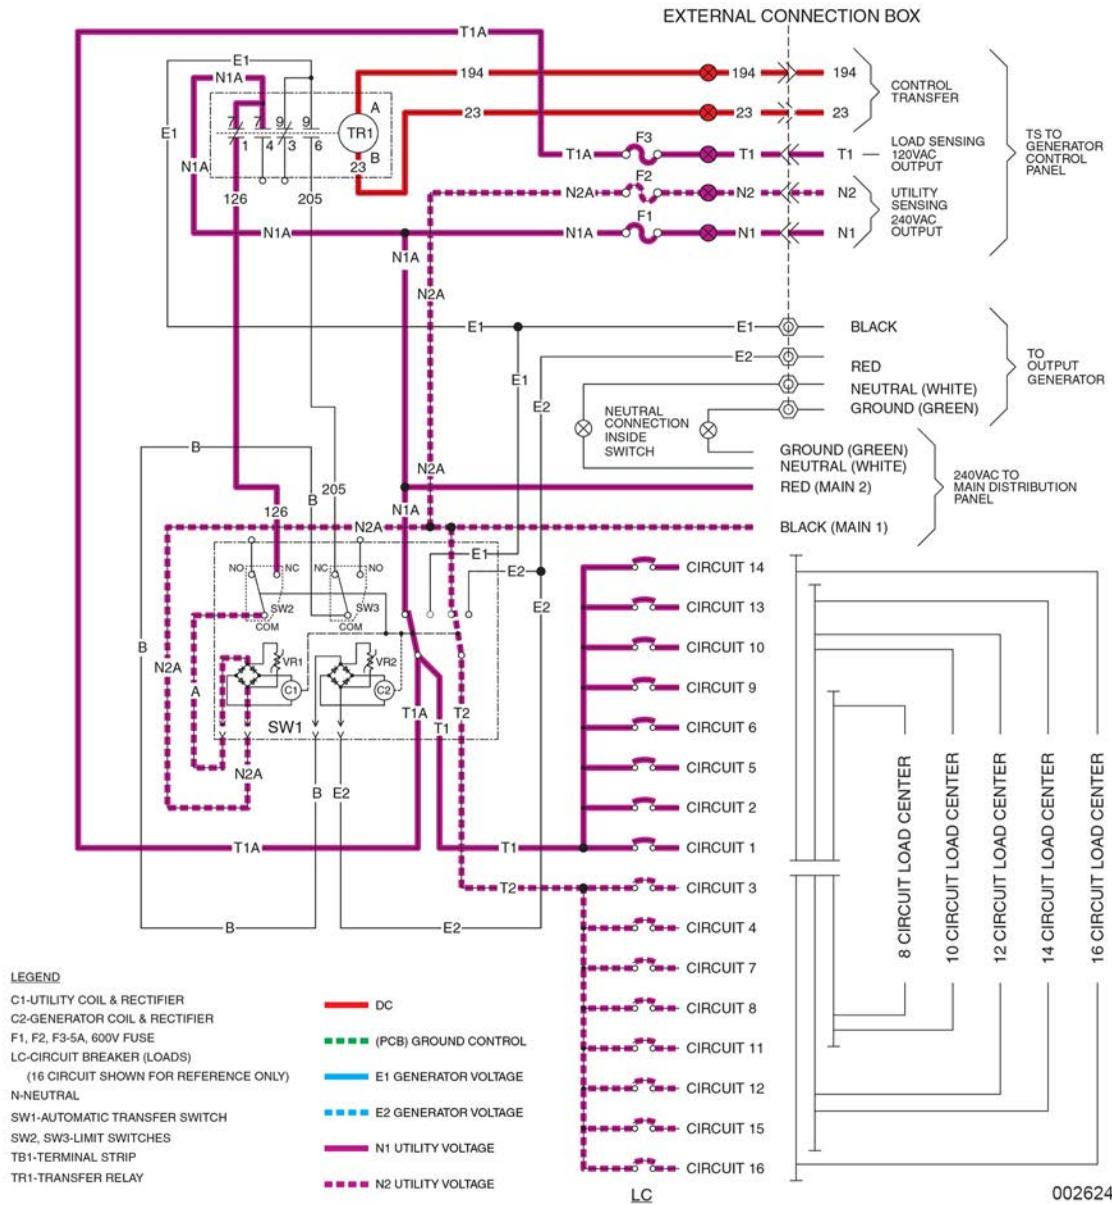 EXTERNAL CONNECTION BOX
T1A
E1
N1A
194
194
194
A
CONTROL
TRANSFER
7
7
9
9
23
23
23
E1
TR1
1
4
3
6
F3
TS TO
GENERATOR
CONTROL
PANEL
B
T1A
T1
T1
LOAD SENSING
120VAC
OUTPUT
N1A
23
F2
126
205
N2A
N2
N2
UTILITY
SENSING
240VAC
OUTPUT
F1
N1A
N1A
N1
N1
N1A
N2A
E1
E1
BLACK
E2
RED
TO
OUTPUT
GENERATOR
E1
NEUTRAL (WHITE)
E2
GROUND (GREEN)
NEUTRAL
CONNECTION
INSIDE
SWITCH
B
GROUND (GREEN)
NEUTRAL (WHITE)
N2A
RED (MAIN 2)
240VAC TO
MAIN DISTRIBUTION
PANEL
205
B
N1A
126
N2A
BLACK (MAIN 1)
E1
NO
NC
NC
NO
E2
CIRCUIT 14
SW2
SW3
E2
CIRCUIT 13
COM
COM
B
CIRCUIT 10
N2A
VR1
VR2
A
C1
C2
CIRCUIT 9
T1A
T2
SW1
T1
CIRCUIT 6
CIRCUIT 5
N2A
B
E2
CIRCUIT 2
T1A
T1
CIRCUIT 1
T2
CIRCUIT 3
B
E2
CIRCUIT 4
CIRCUIT 7
CIRCUIT 8
CIRCUIT 11
CIRCUIT 12
CIRCUIT 15
CIRCUIT 16
8 CIRCUIT LOAD CENTER
10 CIRCUIT LOAD CENTER
12 CIRCUIT LOAD CENTER
14 CIRCUIT LOAD CENTER
16 CIRCUIT LOAD CENTER
LEGEND
C1-UTILITY COIL & RECTIFIER
C2-GENERATOR COIL & RECTIFIER
F1, F2, F3-5A, 600V FUSE
LC-CIRCUIT BREAKER (LOADS)
(16 CIRCUIT SHOWN FOR REFERENCE ONLY)
N-NEUTRAL
SW1-AUTOMATIC TRANSFER SWITCH
SW2, SW3-LIMIT SWITCHES
TB1-TERMINAL STRIP
TR1-TRANSFER RELAY
DC
(PCB) GROUND CONTROL
E1 GENERATOR VOLTAGE
E2 GENERATOR VOLTAGE
N1 UTILITY VOLTAGE
N2 UTILITY VOLTAGE
LC
002624